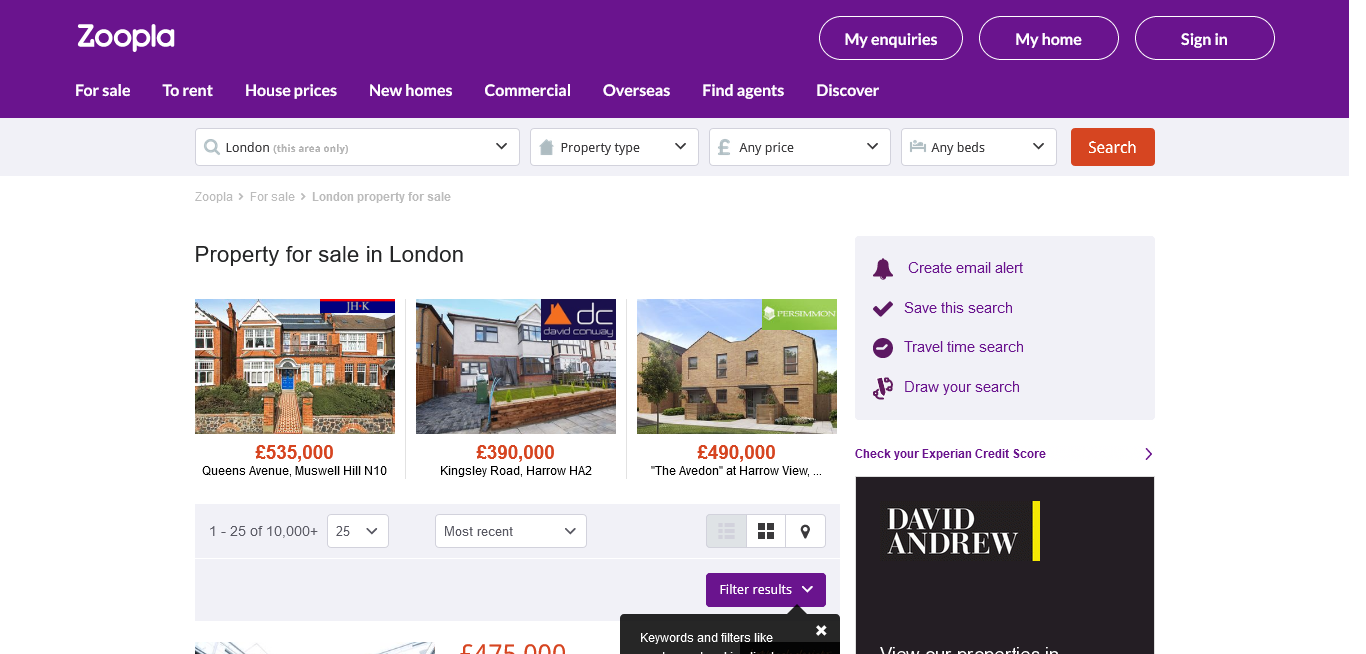 Zoopla
My enquiries
My home
Sign in
For sale
To rent
House prices
New homes
Commercial
Overseas
Find agents
Discover
London (this area only)
Property type
Any price
Any beds
Search
Zoopla > For sale > London property for sale
Property for sale in London
JH·K
dc
david conway
PERSIMMON
£535,000
Queens Avenue, Muswell Hill N10
£390,000
Kingsley Road, Harrow HA2
£490,000
"The Avedon" at Harrow View, ...
Create email alert
Save this search
Travel time search
Draw your search
Check your Experian Credit Score
1 - 25 of 10,000+
25
Most recent
Filter results
Keywords and filters like
£475,000
DAVID
ANDREW
View our properties in